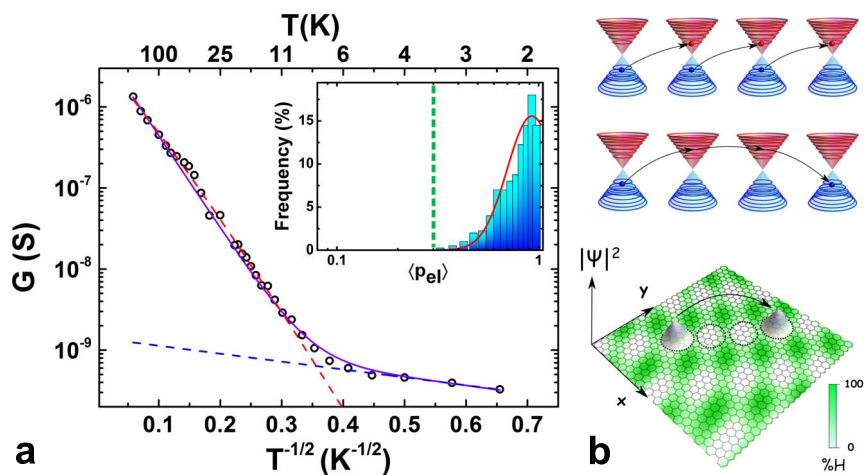 T(K)
100 25 11 6 4 3 2
10⁻⁶
10⁻⁷
10⁻⁸
10⁻⁹
G (S)
0.1 0.2 0.3 0.4 0.5 0.6 0.7
T⁻¹/² (K⁻¹/²)
a
Frequency (%)
15
10
5
0
0.1 1
⟨pel⟩
b
|Ψ|²
y
x
100
0
%H